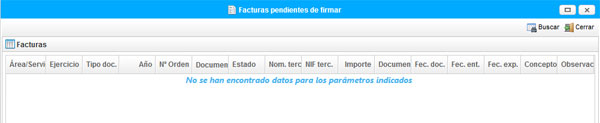 Facturas pendientes de firmar
Buscar Cerrar
Facturas
Área/Servi Ejercicio Tipo doc. Año Nº Orden Documen Estado Nom. terc NIF terc. Importe Documen Fec. doc. Fec. ent. Fec. exp. Concepto Observac
No se han encontrado datos para los parámetros indicados